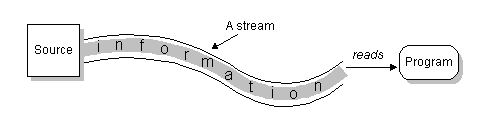 A stream
Source
information
reads
Program